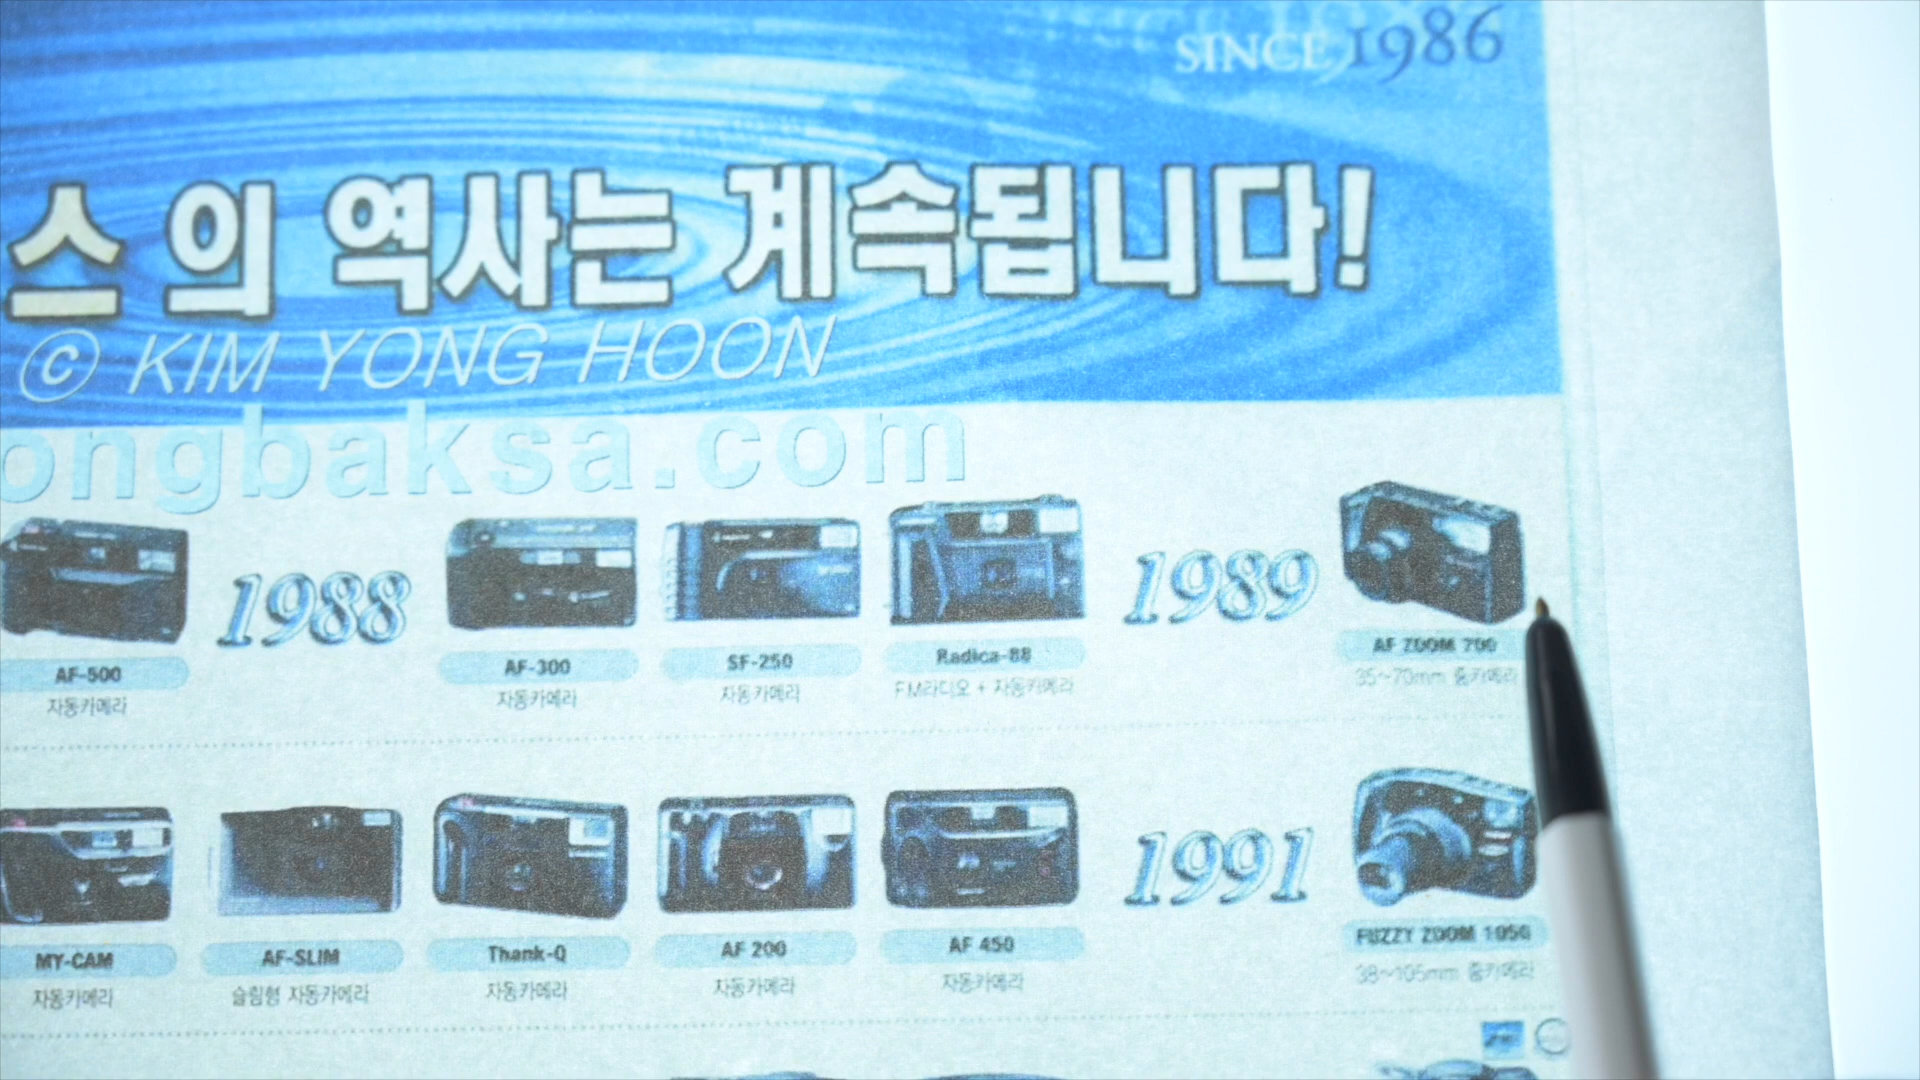 SINCE 1986
스 의 역사는 계속됩니다!
© KIM YONG HOON
ongbaksa.com
1988
1989
AF-500
AF-300
SF-250
Radica-88
AF ZOOM 700
자동카메라
자동카메라
자동카메라
FM라디오 + 자동카메라
35~70mm 줌카메라
1991
MY-CAM
AF-SLIM
Thank-Q
AF 200
AF 450
FUZZY ZOOM 1050
자동카메라
슬림형 자동카메라
자동카메라
자동카메라
자동카메라
38~105mm 줌카메라